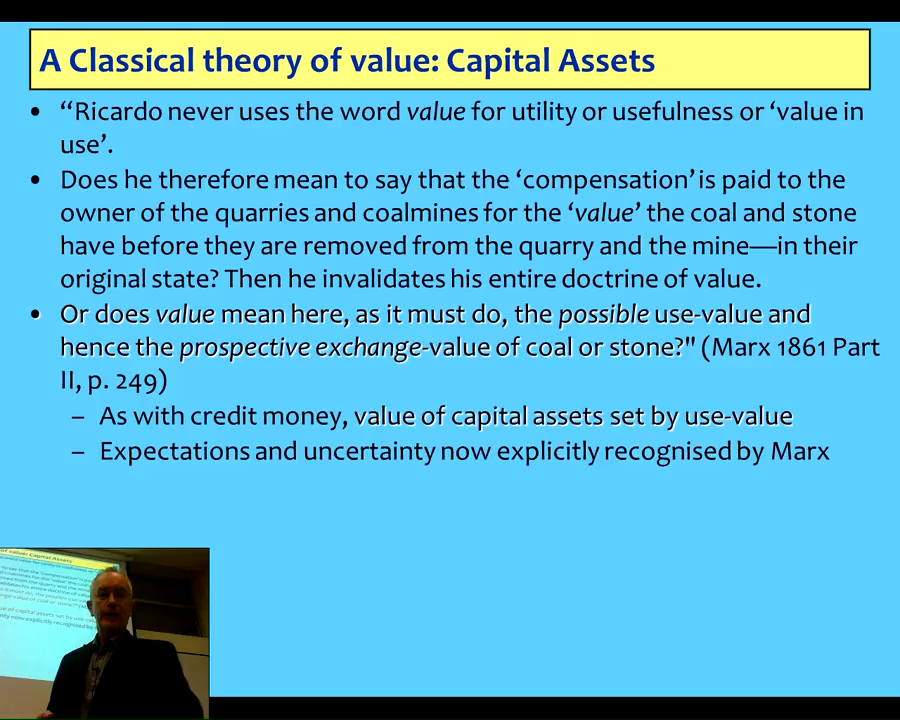 A Classical theory of value: Capital Assets
• “Ricardo never uses the word value for utility or usefulness or ‘value in
use’.
• Does he therefore mean to say that the ‘compensation’ is paid to the
owner of the quarries and coalmines for the ‘value’ the coal and stone
have before they are removed from the quarry and the mine—in their
original state? Then he invalidates his entire doctrine of value.
• Or does value mean here, as it must do, the possible use-value and
hence the prospective exchange-value of coal or stone?" (Marx 1861 Part
II, p. 249)
– As with credit money, value of capital assets set by use-value
– Expectations and uncertainty now explicitly recognised by Marx